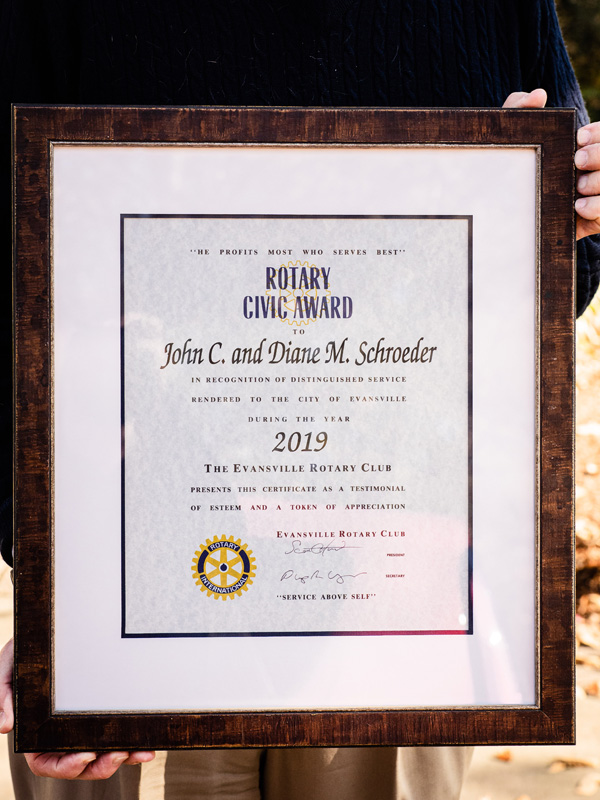 "HE PROFITS MOST WHO SERVES BEST"
ROTARY
CIVIC AWARD
TO
John C. and Diane M. Schroeder
IN RECOGNITION OF DISTINGUISHED SERVICE
RENDERED TO THE CITY OF EVANSVILLE
DURING THE YEAR
2019
THE EVANSVILLE ROTARY CLUB
PRESENTS THIS CERTIFICATE AS A TESTIMONIAL
OF ESTEEM AND A TOKEN OF APPRECIATION
EVANSVILLE ROTARY CLUB
PRESIDENT
SECRETARY
"SERVICE ABOVE SELF"
ROTARY
INTERNATIONAL